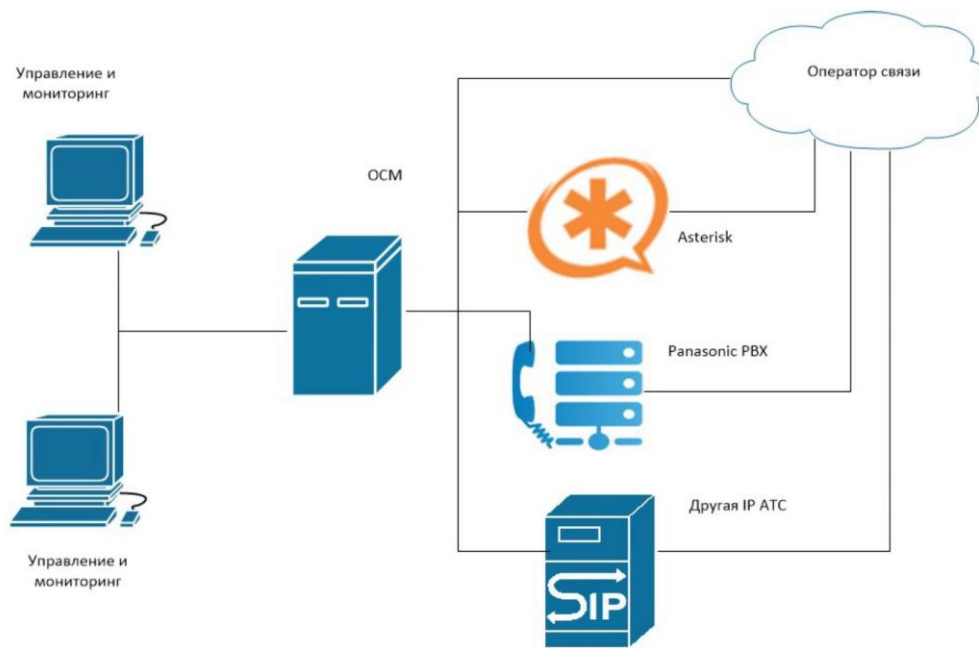 Управление и
мониторинг
Оператор связи
ОСМ
Asterisk
Panasonic PBX
Другая IP АТС
SIP
Управление и
мониторинг